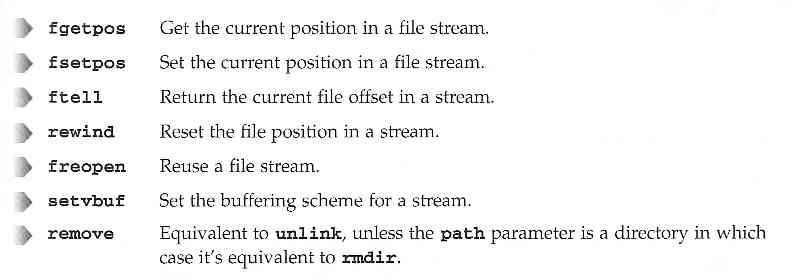 fgetpos Get the current position in a file stream.
fsetpos Set the current position in a file stream.
ftell Return the current file offset in a stream.
rewind Reset the file position in a stream.
freopen Reuse a file stream.
setvbuf Set the buffering scheme for a stream.
remove Equivalent to unlink, unless the path parameter is a directory in which
case it's equivalent to rmdir.